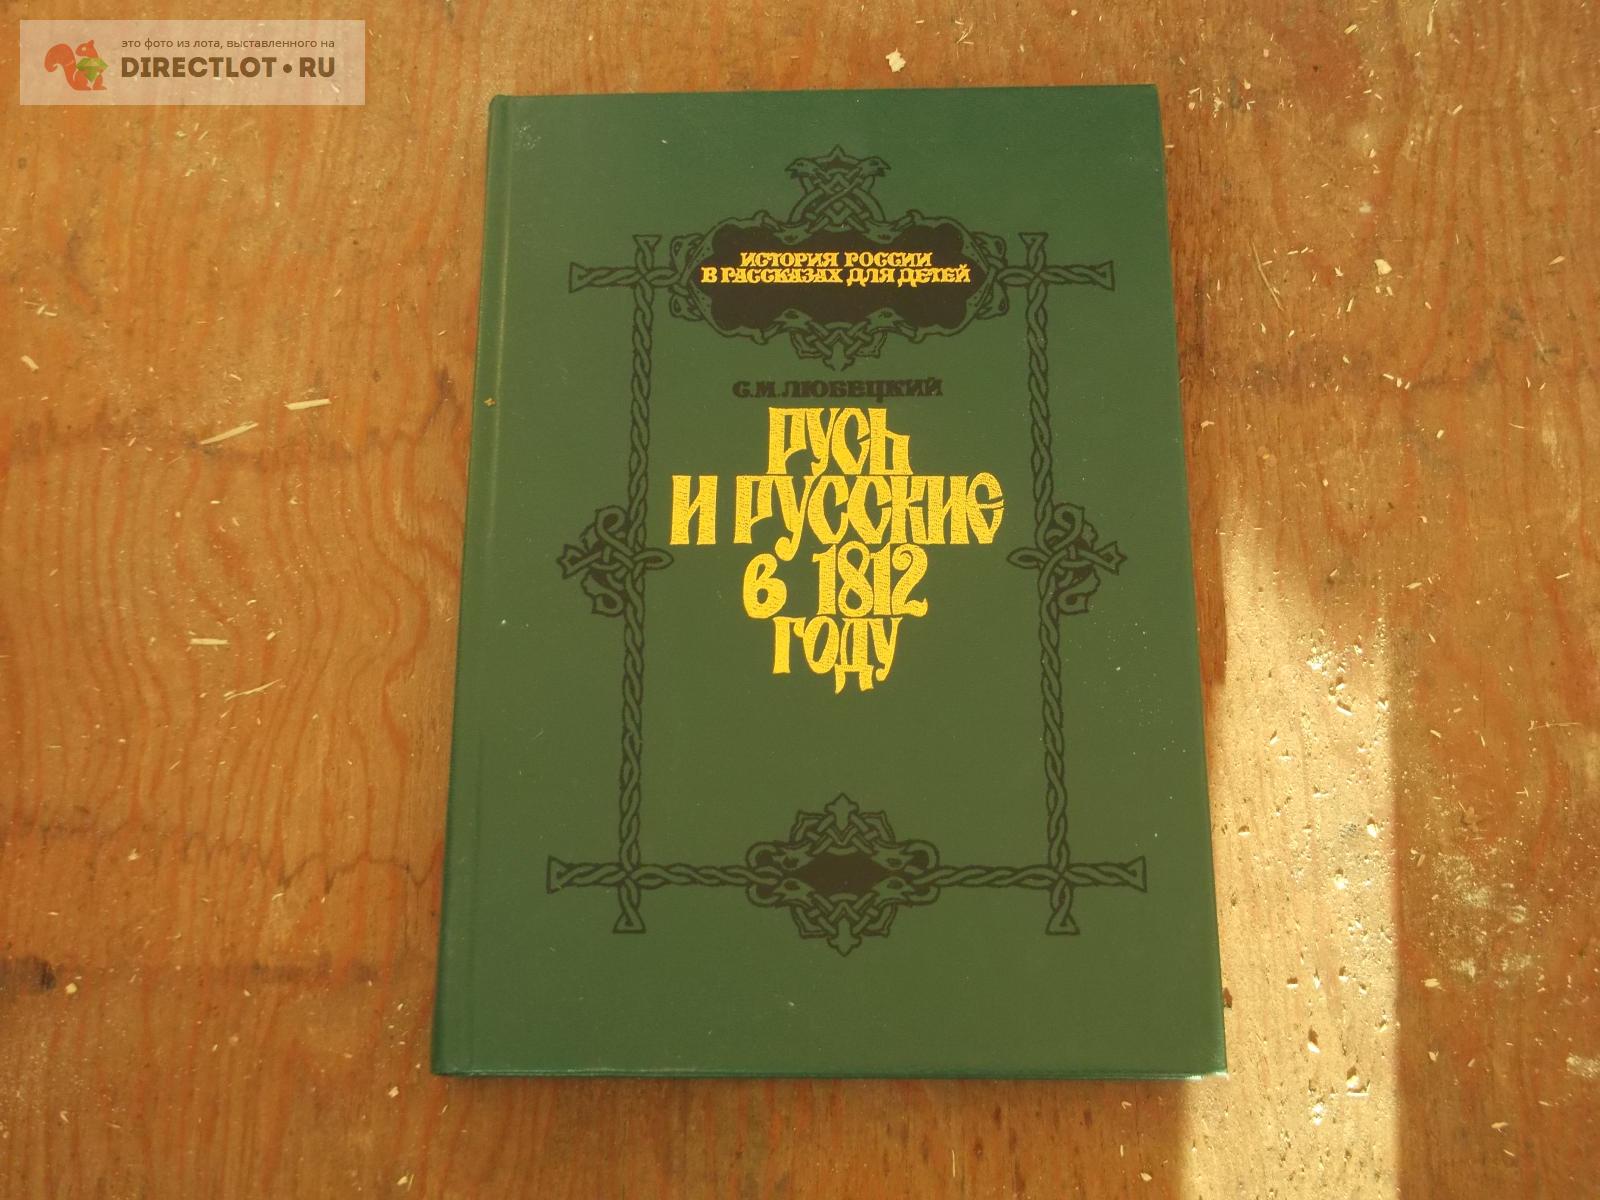 это фото из лота, выставленного на
DIRECTLOT•RU
ИСТОРИЯ РОССИИ
В РАССКАЗАХ ДЛЯ ДЕТЕЙ
С.М.ЛЮБЕЦКИЙ
РУСЬ
И РУССКИЕ
в 1812
ГОДУ